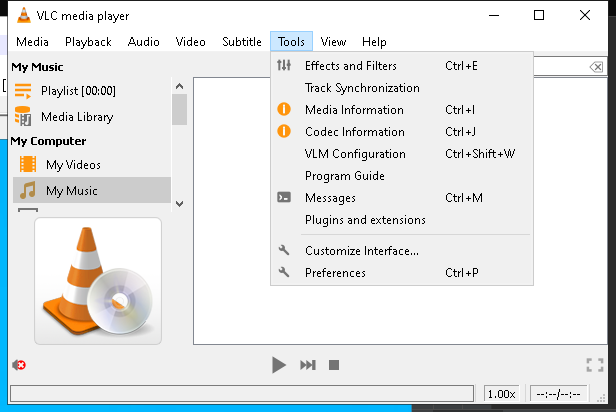 VLC media player
Media Playback Audio Video Subtitle Tools View Help
My Music
Playlist [00:00]
Media Library
My Computer
My Videos
My Music
Effects and Filters Ctrl+E
Track Synchronization
Media Information Ctrl+I
Codec Information Ctrl+J
VLM Configuration Ctrl+Shift+W
Program Guide
Messages Ctrl+M
Plugins and extensions
Customize Interface...
Preferences Ctrl+P
1.00x --:--/--:--